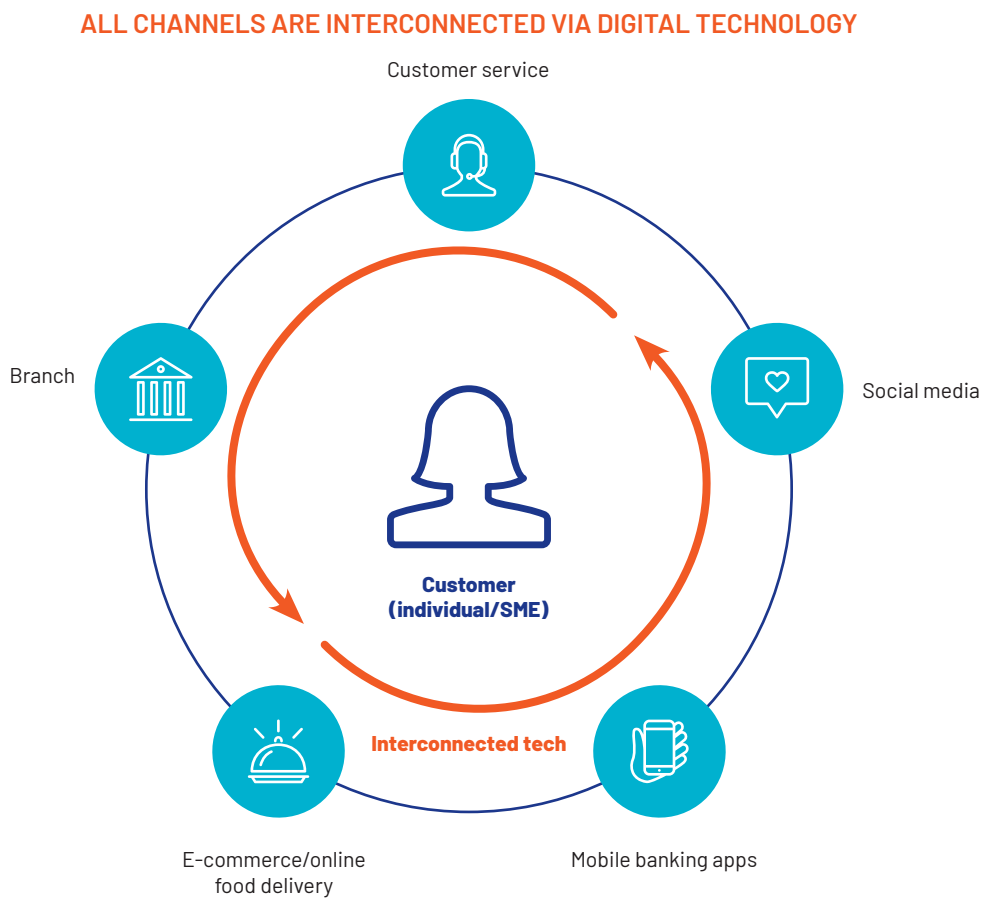 ALL CHANNELS ARE INTERCONNECTED VIA DIGITAL TECHNOLOGY
Customer service
Branch
Social media
Customer
(individual/SME)
Interconnected tech
E-commerce/online
food delivery
Mobile banking apps